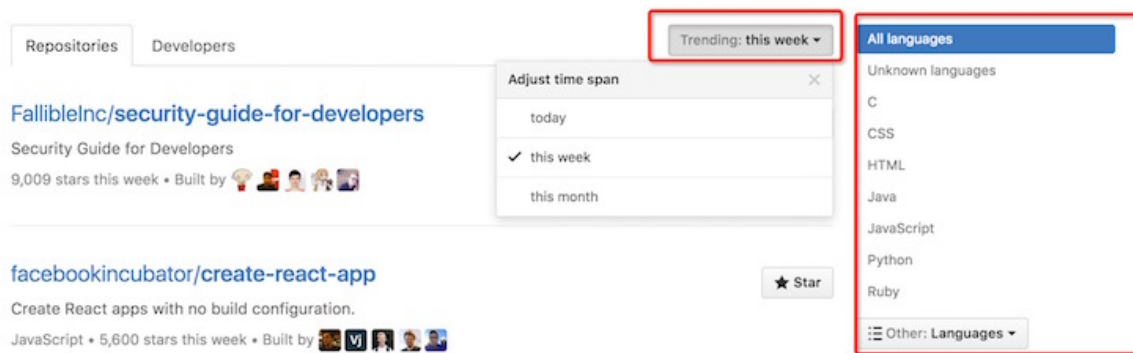 Repositories
Developers
Trending: this week
Adjust time span
today
this week
this month
FallibleInc/security-guide-for-developers
Security Guide for Developers
9,009 stars this week • Built by
facebookincubator/create-react-app
Star
Create React apps with no build configuration.
JavaScript • 5,600 stars this week • Built by
Vj
All languages
Unknown languages
C
CSS
HTML
Java
JavaScript
Python
Ruby
Other: Languages